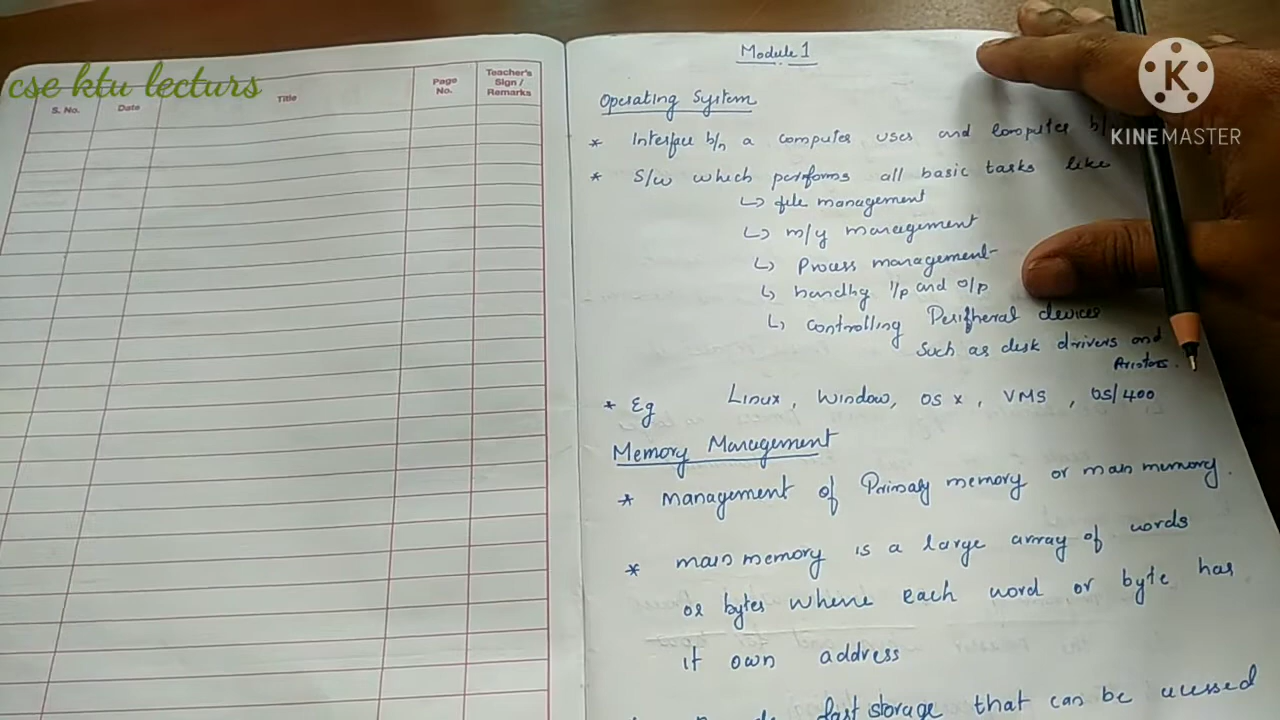 cse ktu lecturs
S. No.
Date
Title
Page No.
Teacher's Sign / Remarks
KINEMASTER
Module 1
Operating System
* Interface b/n a computer user and computer
* S/w which performs all basic tasks like
↳ file management
↳ m/y management
↳ Process management
↳ handling I/p and O/p
↳ controlling Peripheral devices
Such as desk drivers and
* Eg Linux, Window, OS X, VMS, OS/400
Memory Management
* management of Primary memory or main memory.
* main memory is a large array of words
or bytes where each word or byte has
it own address
fast storage that can be